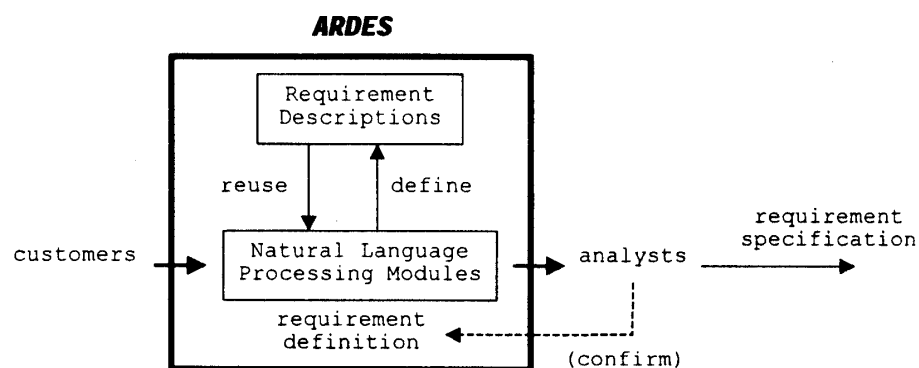 ARDES
Requirement
Descriptions
reuse
define
customers
Natural Language
Processing Modules
analysts
requirement
specification
requirement
definition
(confirm)